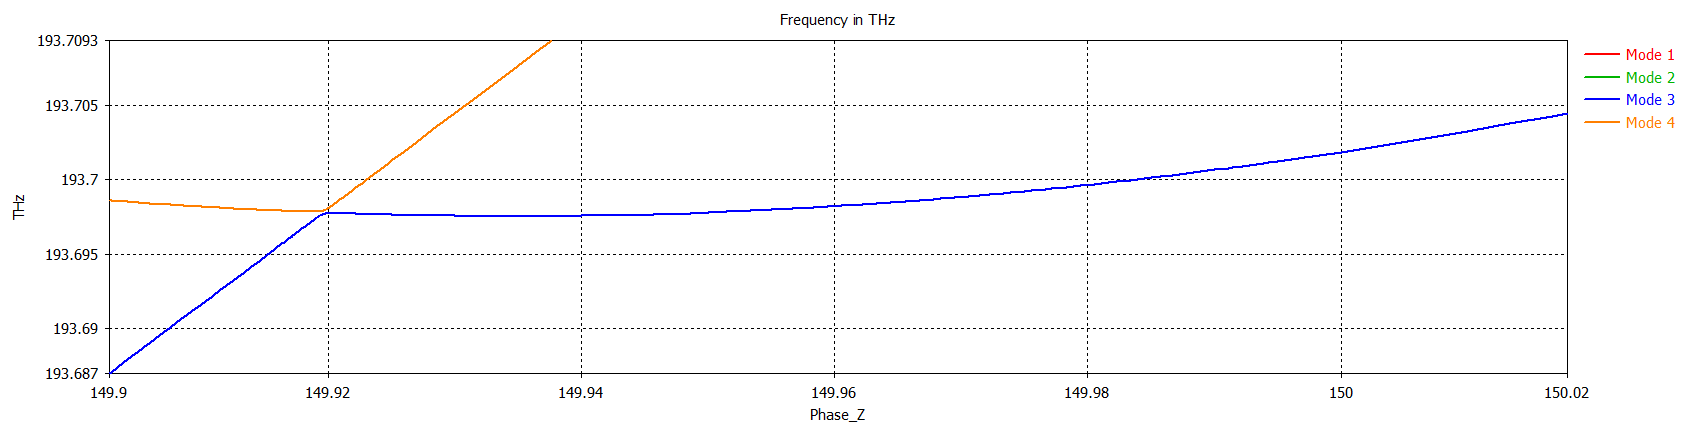 Frequency in THz
193.7093
193.705
193.7
193.695
193.69
193.687
THz
149.9
149.92
149.94
149.96
149.98
150
150.02
Phase_Z
Mode 1
Mode 2
Mode 3
Mode 4